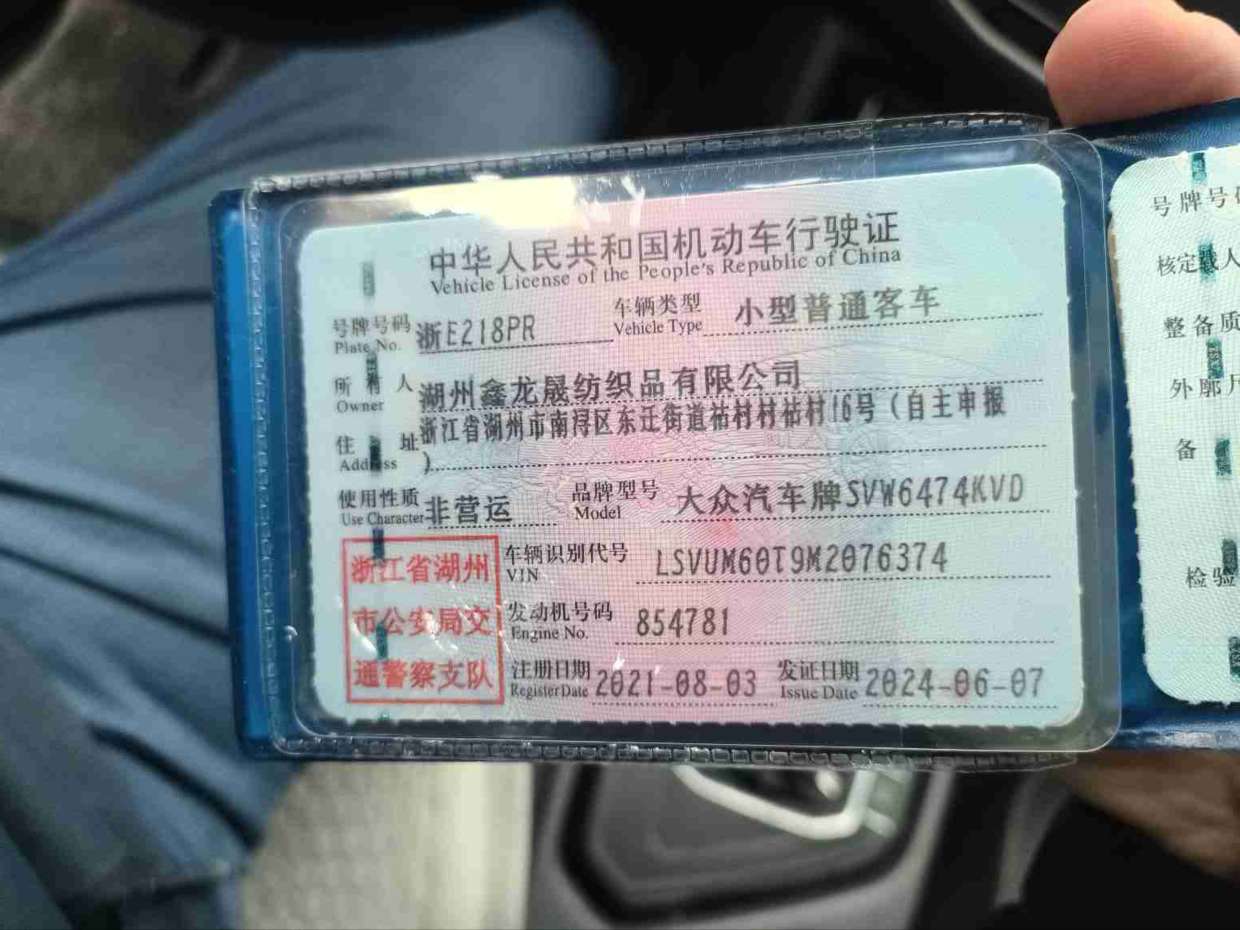 中华人民共和国机动车行驶证
Vehicle License of the People's Republic of China
号牌号码 浙E218PR 车辆类型 小型普通客车
Plate No. Vehicle Type
所有人 湖州鑫龙晟纺织品有限公司
Owner
住址 浙江省湖州市南浔区东迁街道祜村村祜村16号（自主申报
Address ）
使用性质 非营运 品牌型号 大众汽车牌SVW6474KVD
Use Character Model
浙江省湖州
市公安局交
通警察支队
车辆识别代号 LSVUM60T9M2076374
VIN
发动机号码 854781
Engine No.
注册日期 2021-08-03 发证日期 2024-06-07
Register Date Issue Date
号牌号
核定载人
整备质
外廓
备
检验